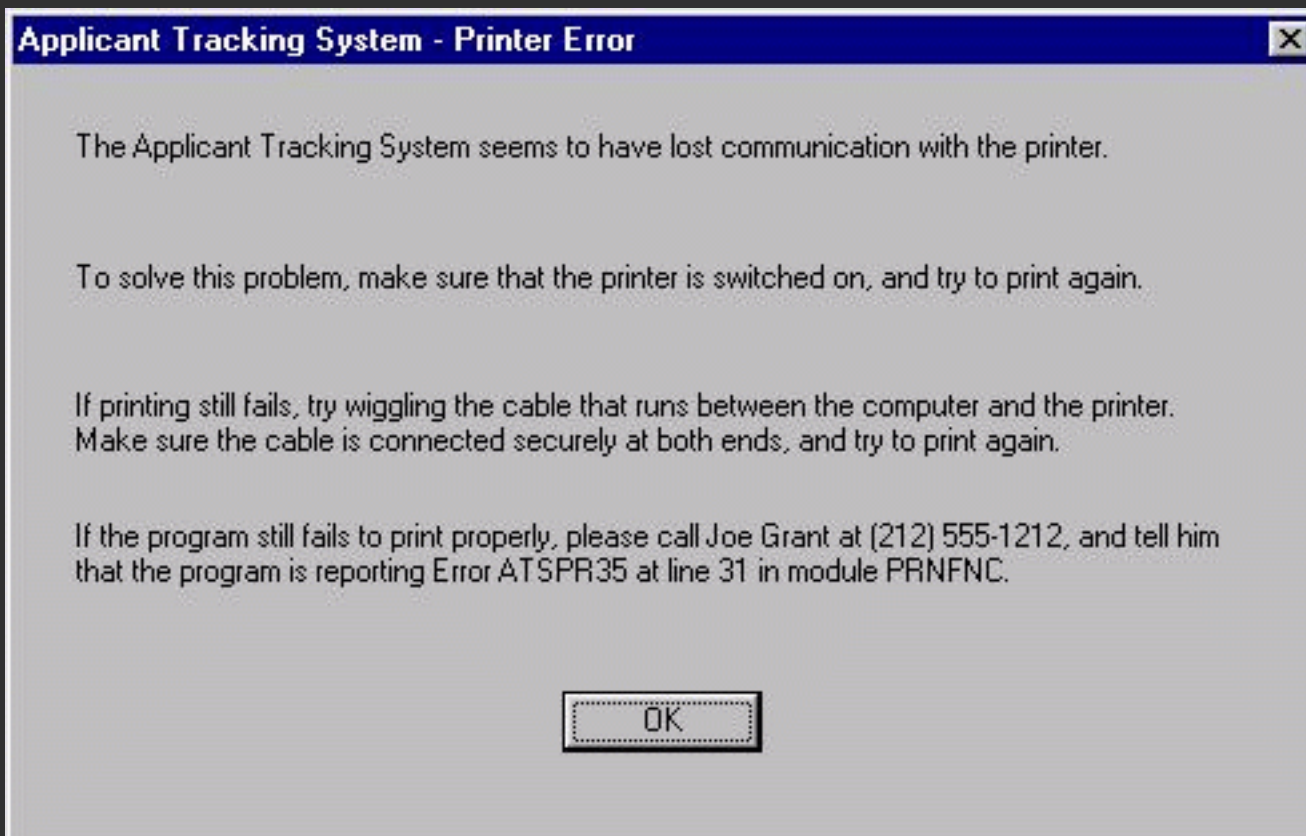 Applicant Tracking System - Printer Error
The Applicant Tracking System seems to have lost communication with the printer.
To solve this problem, make sure that the printer is switched on, and try to print again.
If printing still fails, try wiggling the cable that runs between the computer and the printer.
Make sure the cable is connected securely at both ends, and try to print again.
If the program still fails to print properly, please call Joe Grant at (212) 555-1212, and tell him
that the program is reporting Error ATSPR35 at line 31 in module PRNFNC.
OK